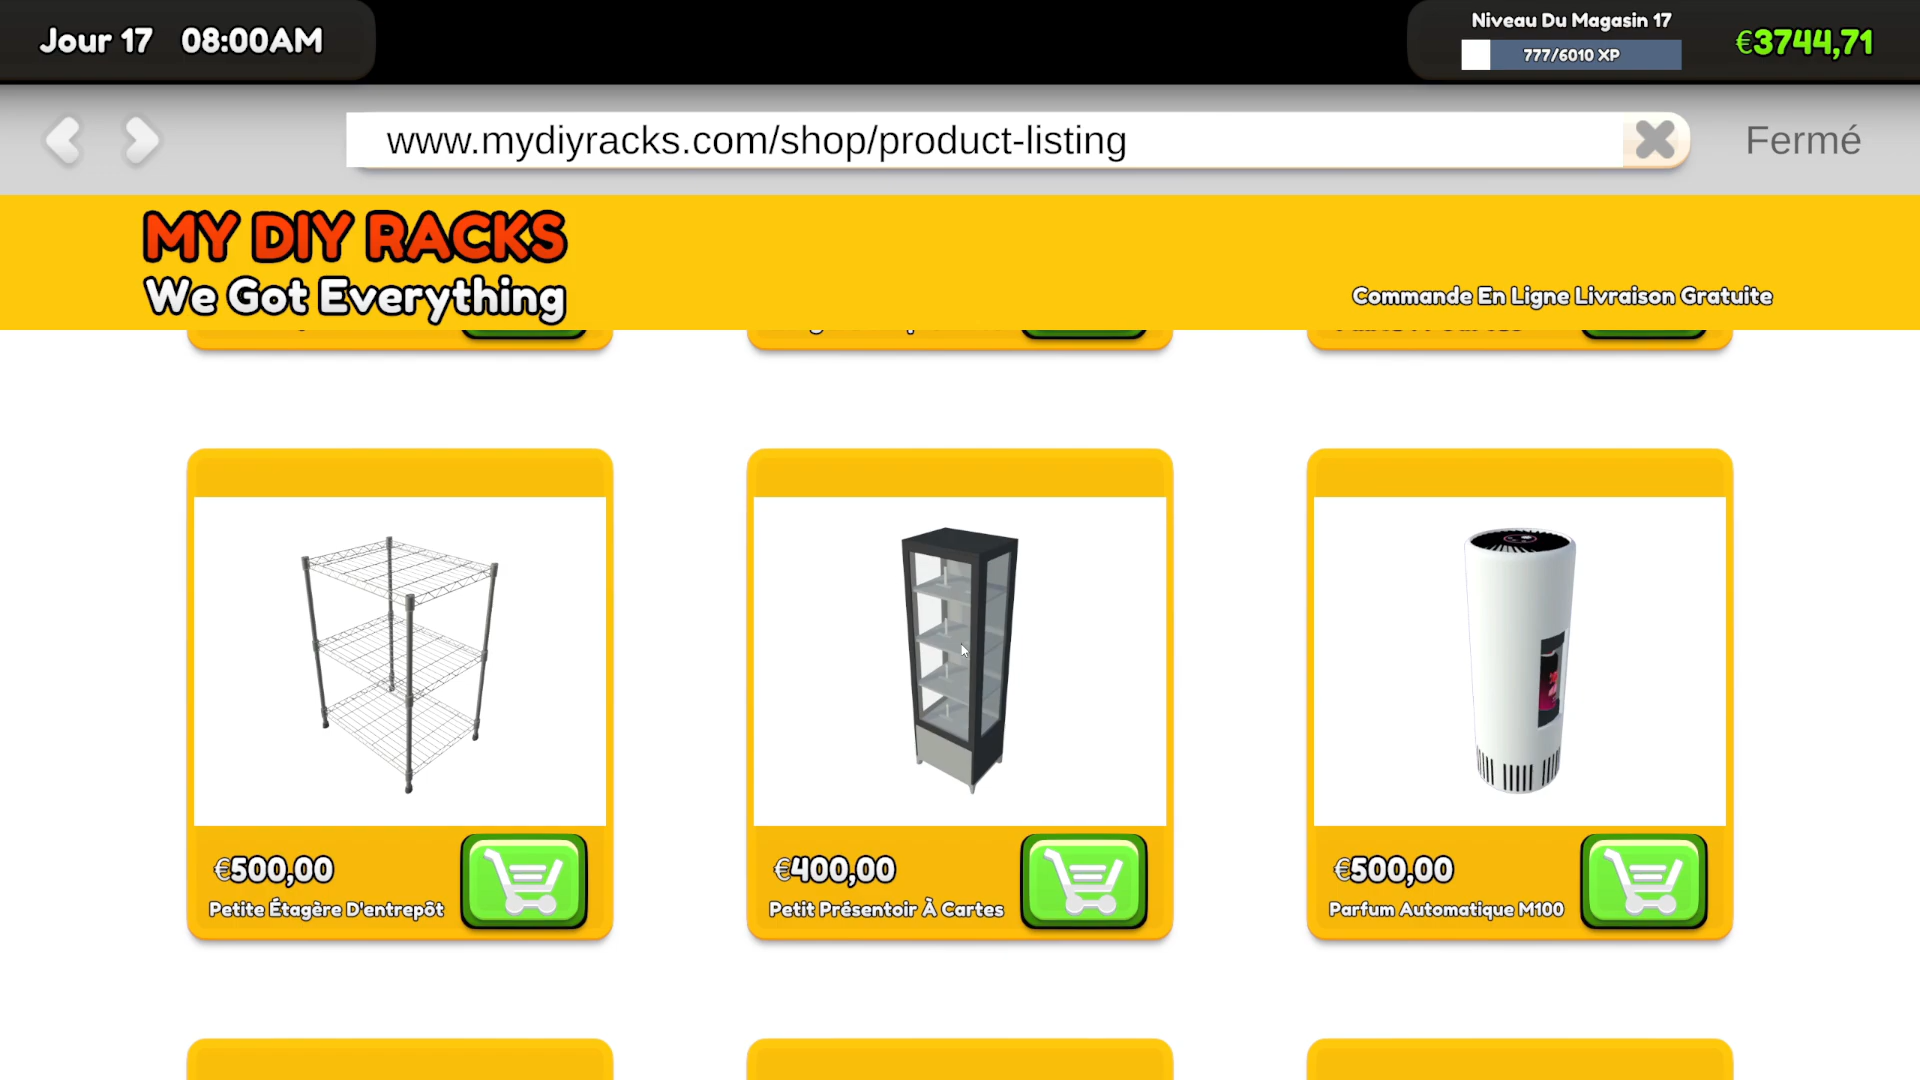 Jour 17 08:00AM
Niveau Du Magasin 17
777/6010 XP
€3744,71
www.mydiyracks.com/shop/product-listing
Fermé
MY DIY RACKS
We Got Everything
Commande En Ligne Livraison Gratuite
€500,00
Petite Étagère D'entrepôt
€400,00
Petit Présentoir À Cartes
€500,00
Parfum Automatique M100